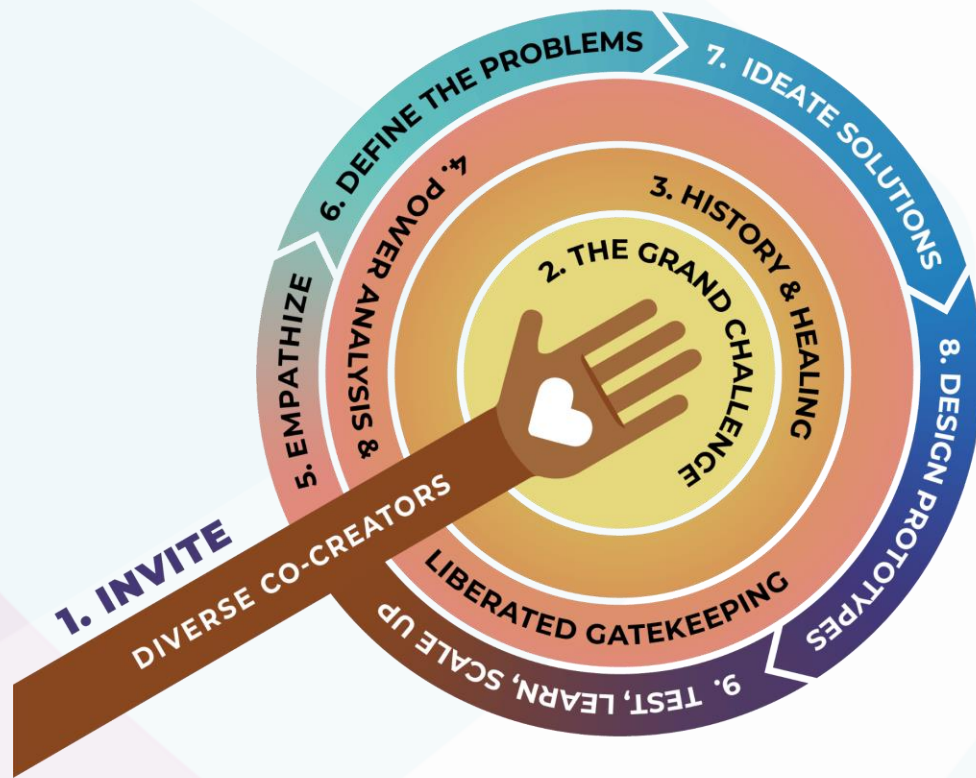 1. INVITE
DIVERSE CO-CREATORS
2. THE GRAND CHALLENGE
3. HISTORY & HEALING
4. POWER ANALYSIS &
LIBERATED GATEKEEPING
5. EMPATHIZE
6. DEFINE THE PROBLEMS
7. IDEATE SOLUTIONS
8. DESIGN PROTOTYPES
9. TEST, LEARN, SCALE UP